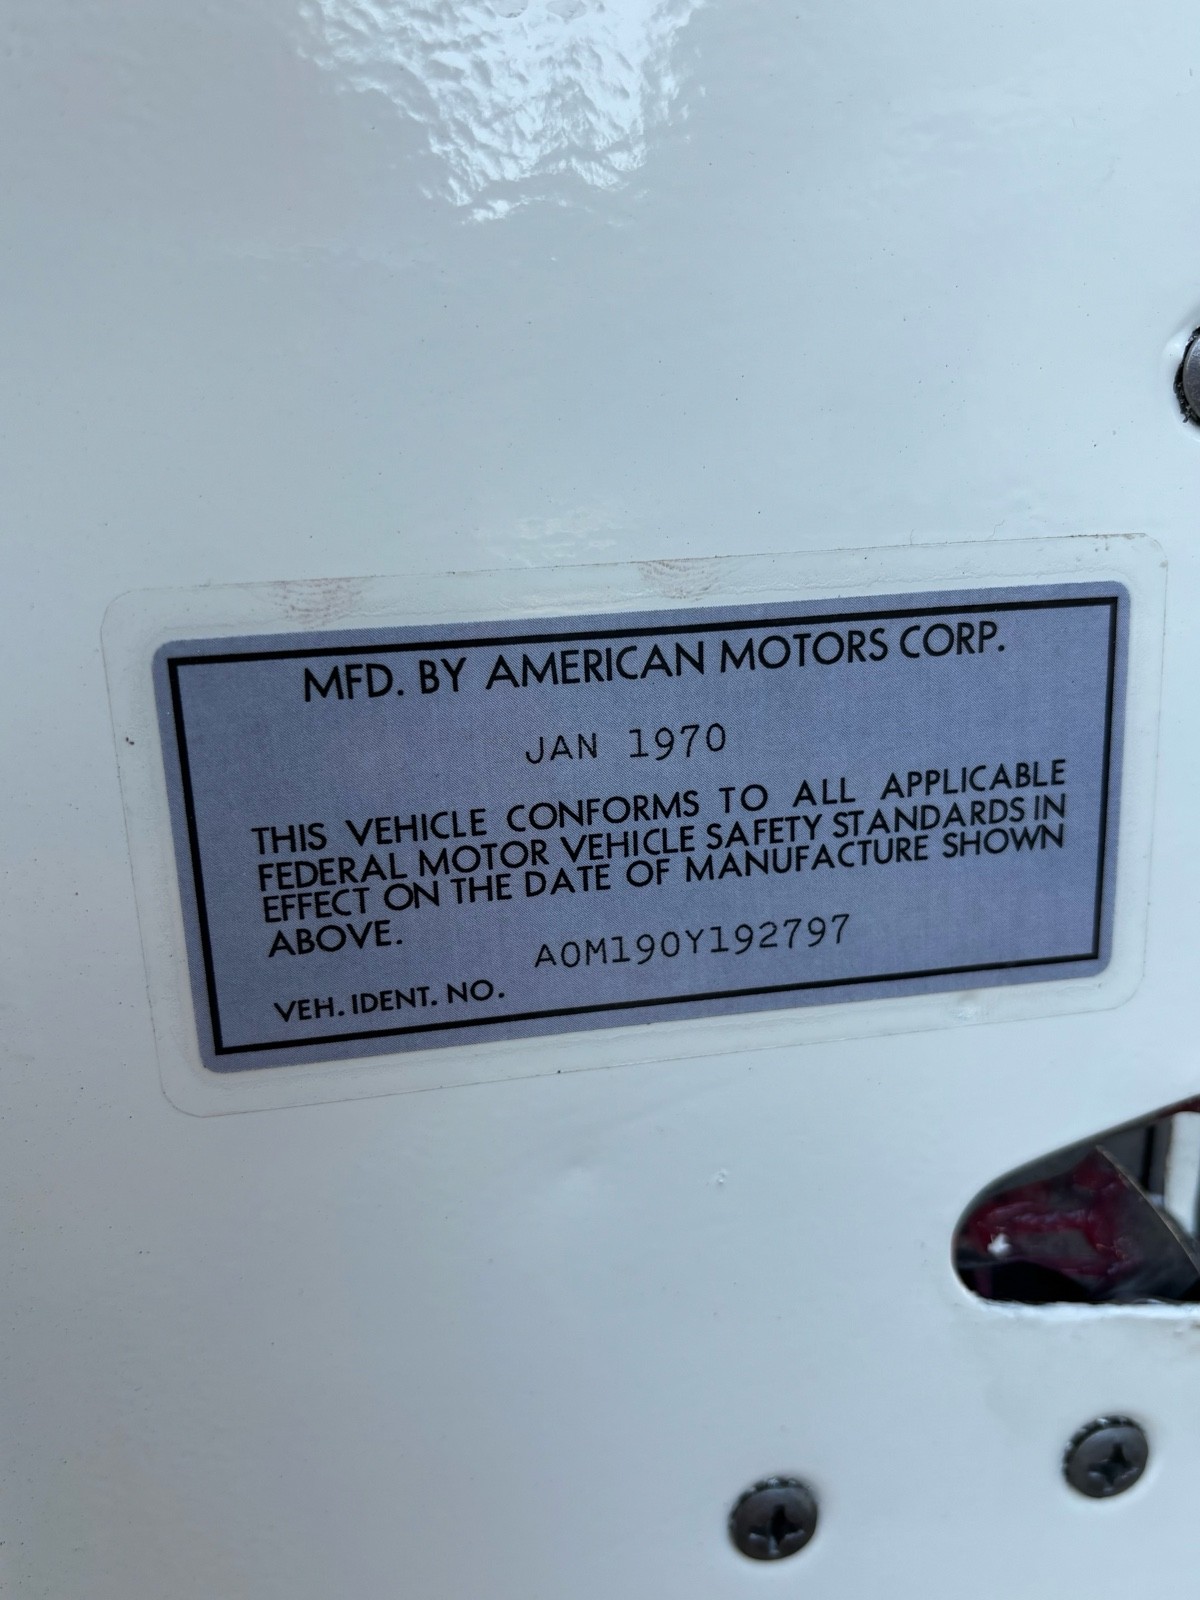 MFD. BY AMERICAN MOTORS CORP.
JAN 1970
THIS VEHICLE CONFORMS TO ALL APPLICABLE
FEDERAL MOTOR VEHICLE SAFETY STANDARDS IN
EFFECT ON THE DATE OF MANUFACTURE SHOWN
ABOVE.
A0M190Y192797
VEH. IDENT. NO.